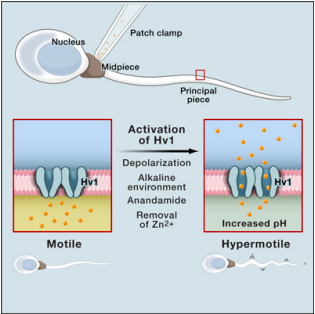 Patch clamp
Nucleus
Midpiece
Principal
piece
Activation
of Hv1
Depolarization
Alkaline
environment
Anandamide
Removal
of Zn2+
Hv1
Hv1
Increased pH
Motile
Hypermotile